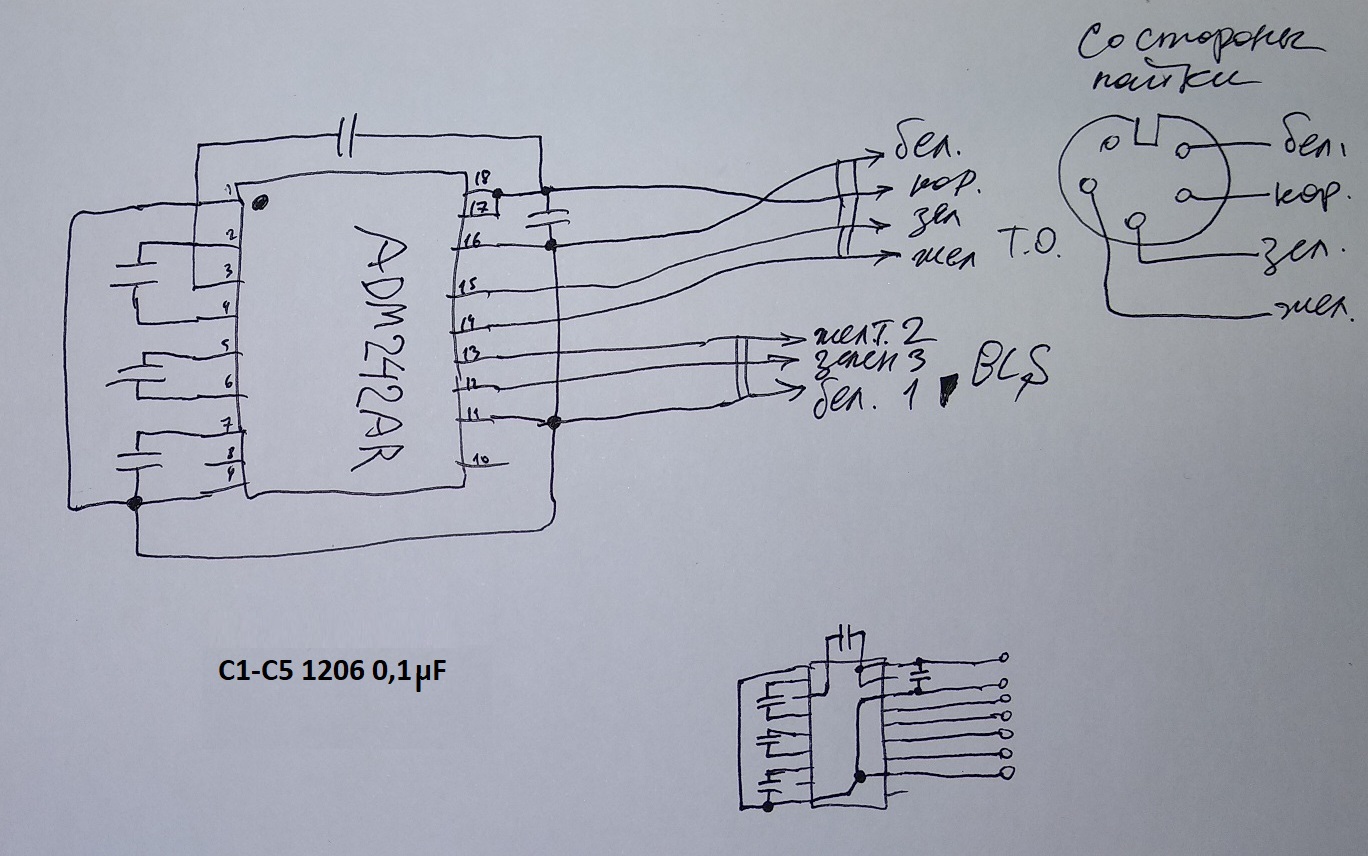 Со стороны
пайки
бел.
кор.
зел
жел
Т.О.
бел.
кор.
зел.
жел.
1
2
3
4
5
6
7
8
9
ADM242AR
18
17
16
15
14
13
12
11
10
желт. 2
зелен 3
бел. 1
BLS
C1-C5 1206 0,1µF